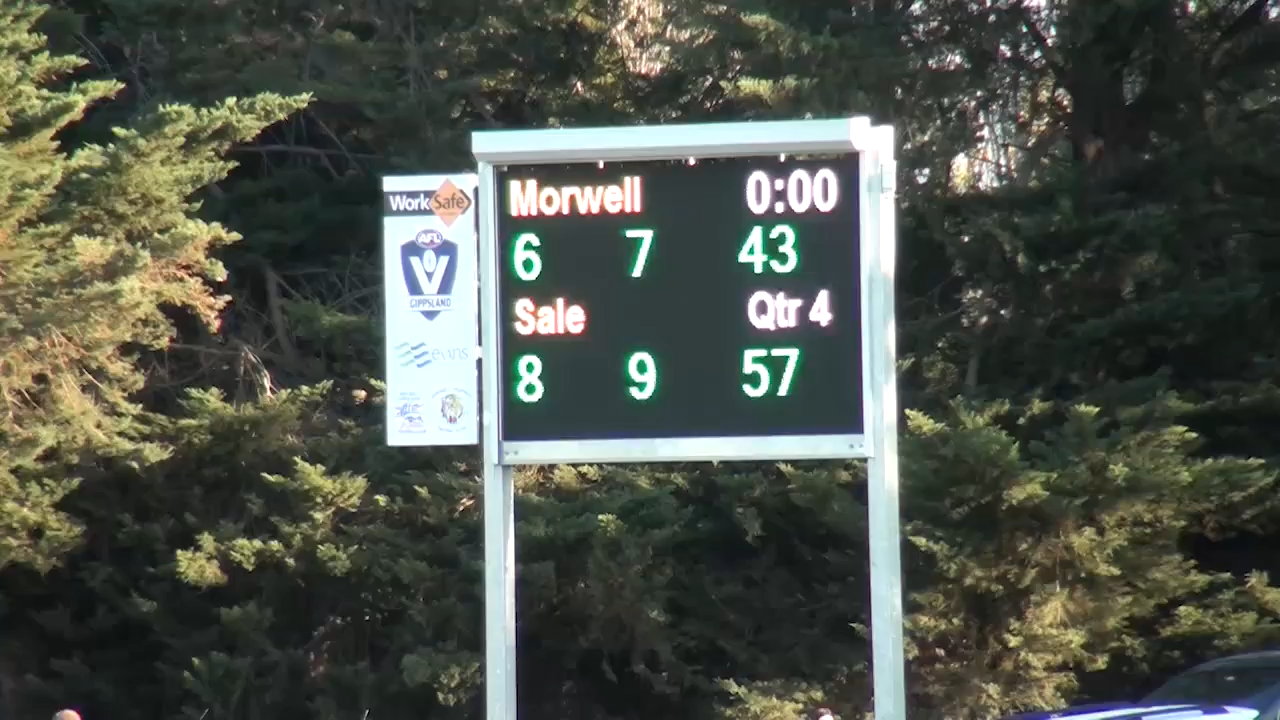 WorkSafe
AFL
V
GIPPSLAND
evans
Morwell 0:00
6 7 43
Sale Qtr 4
8 9 57